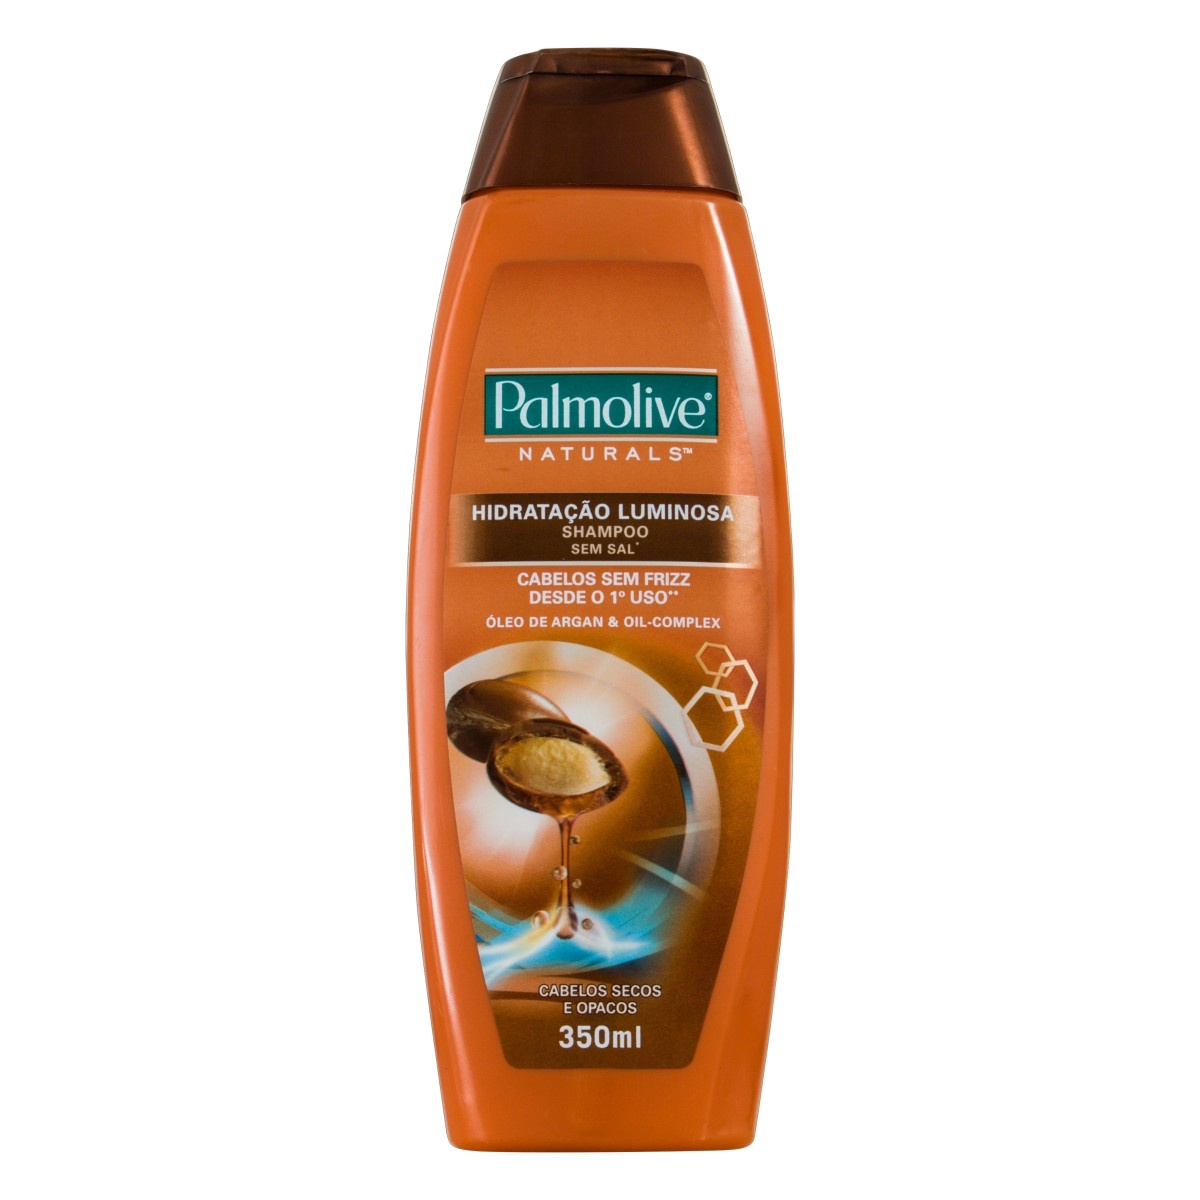 Palmolive®
NATURALS™
HIDRATAÇÃO LUMINOSA
SHAMPOO
SEM SAL*
CABELOS SEM FRIZZ
DESDE O 1º USO**
ÓLEO DE ARGAN & OIL-COMPLEX
CABELOS SECOS
E OPACOS
350ml